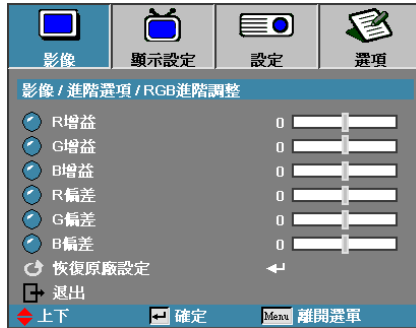 影像 顯示設定 設定 選項
影像 / 進階選項 / RGB進階調整
R增益 0
G增益 0
B增益 0
R偏差 0
G偏差 0
B偏差 0
恢復原廠設定
退出
上下 確定 Menu 離開選單